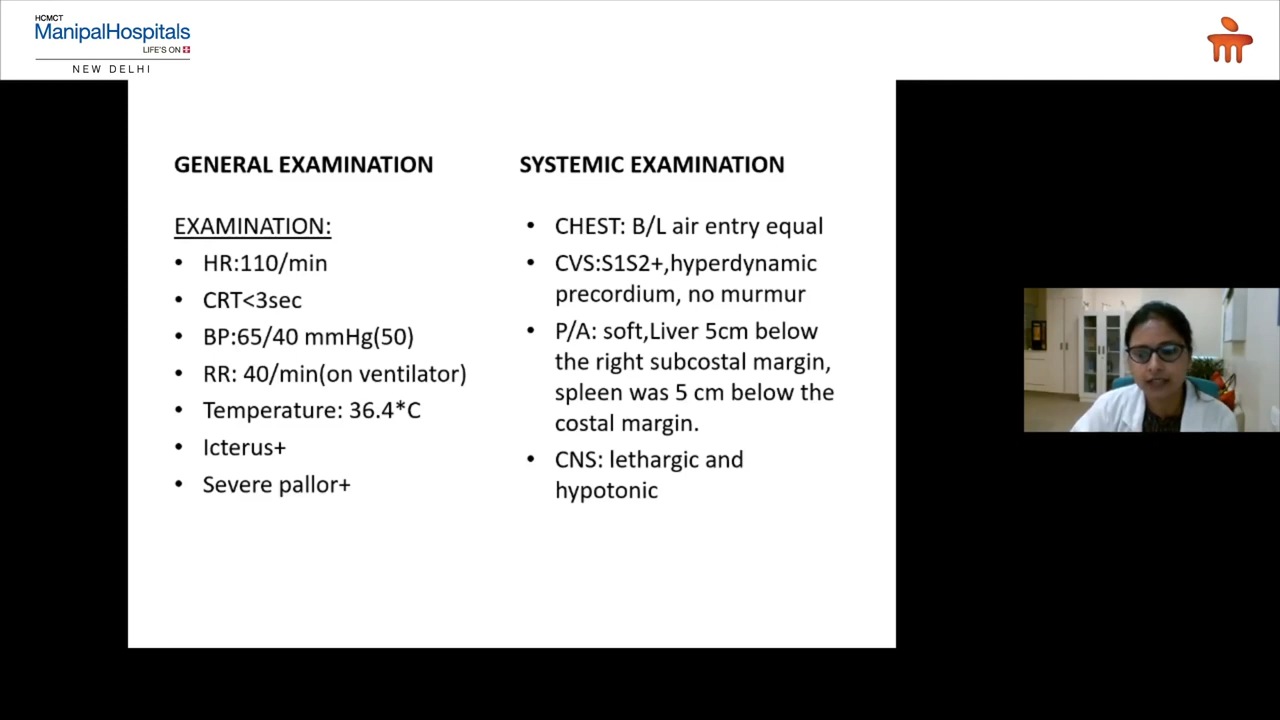 HCMCT
ManipalHospitals
LIFE'S ON
NEW DELHI
GENERAL EXAMINATION
EXAMINATION:
• HR:110/min
• CRT<3sec
• BP:65/40 mmHg(50)
• RR: 40/min(on ventilator)
• Temperature: 36.4*C
• Icterus+
• Severe pallor+
SYSTEMIC EXAMINATION
• CHEST: B/L air entry equal
• CVS:S1S2+,hyperdynamic
precordium, no murmur
• P/A: soft,Liver 5cm below
the right subcostal margin,
spleen was 5 cm below the
costal margin.
• CNS: lethargic and
hypotonic